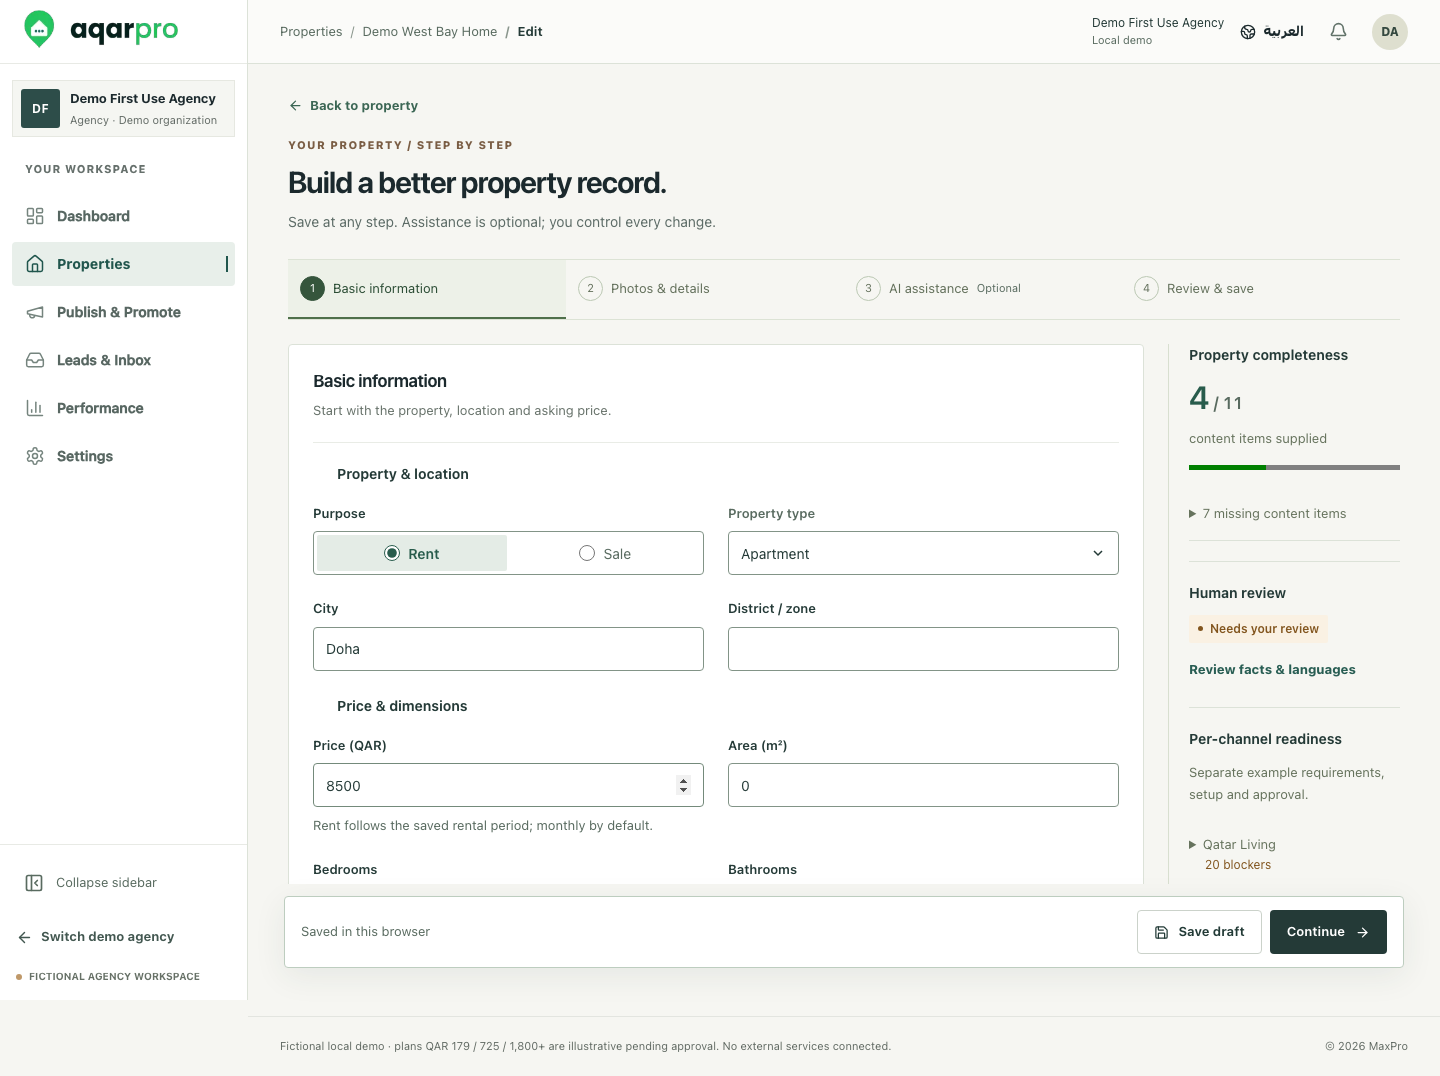 aqarpro
Properties / Demo West Bay Home / Edit
Demo First Use Agency
Local demo
العربية
DA
DF
Demo First Use Agency
Agency · Demo organization
YOUR WORKSPACE
Dashboard
Properties
Publish & Promote
Leads & Inbox
Performance
Settings
Collapse sidebar
Switch demo agency
FICTIONAL AGENCY WORKSPACE
Back to property
YOUR PROPERTY / STEP BY STEP
Build a better property record.
Save at any step. Assistance is optional; you control every change.
1 Basic information
2 Photos & details
3 AI assistance Optional
4 Review & save
Basic information
Start with the property, location and asking price.
Property & location
Purpose
Rent
Sale
Property type
Apartment
City
Doha
District / zone
Price & dimensions
Price (QAR)
8500
Rent follows the saved rental period; monthly by default.
Area (m²)
0
Bedrooms
Bathrooms
Property completeness
4 / 11
content items supplied
7 missing content items
Human review
Needs your review
Review facts & languages
Per-channel readiness
Separate example requirements,
setup and approval.
Qatar Living
20 blockers
Saved in this browser
Save draft
Continue
Fictional local demo · plans QAR 179 / 725 / 1,800+ are illustrative pending approval. No external services connected.
© 2026 MaxPro